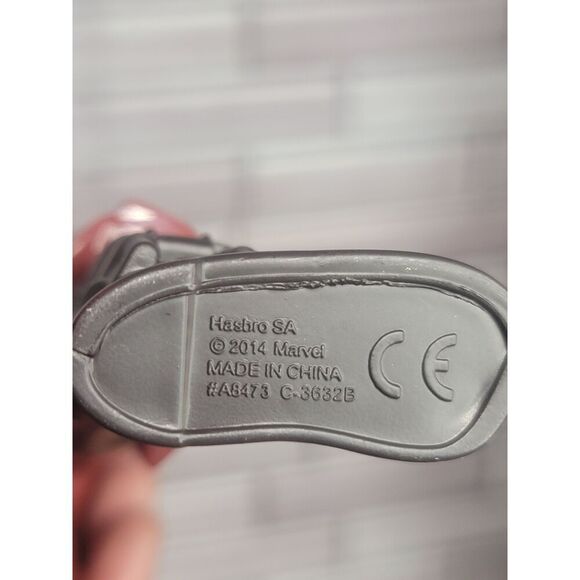 Hasbro SA
© 2014 Marvel
MADE IN CHINA
#A8473 C-3632B
CE